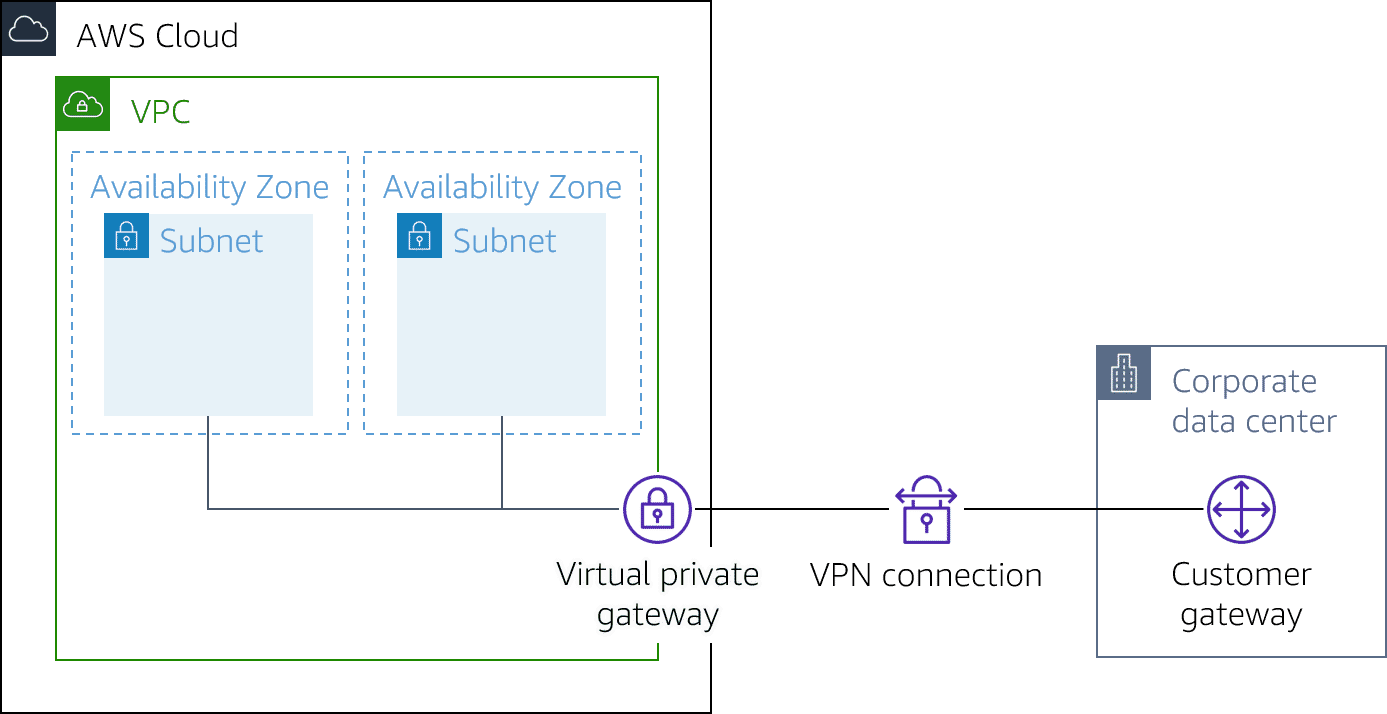 AWS Cloud
VPC
Availability Zone
Subnet
Availability Zone
Subnet
Virtual private
gateway
VPN connection
Corporate
data center
Customer
gateway